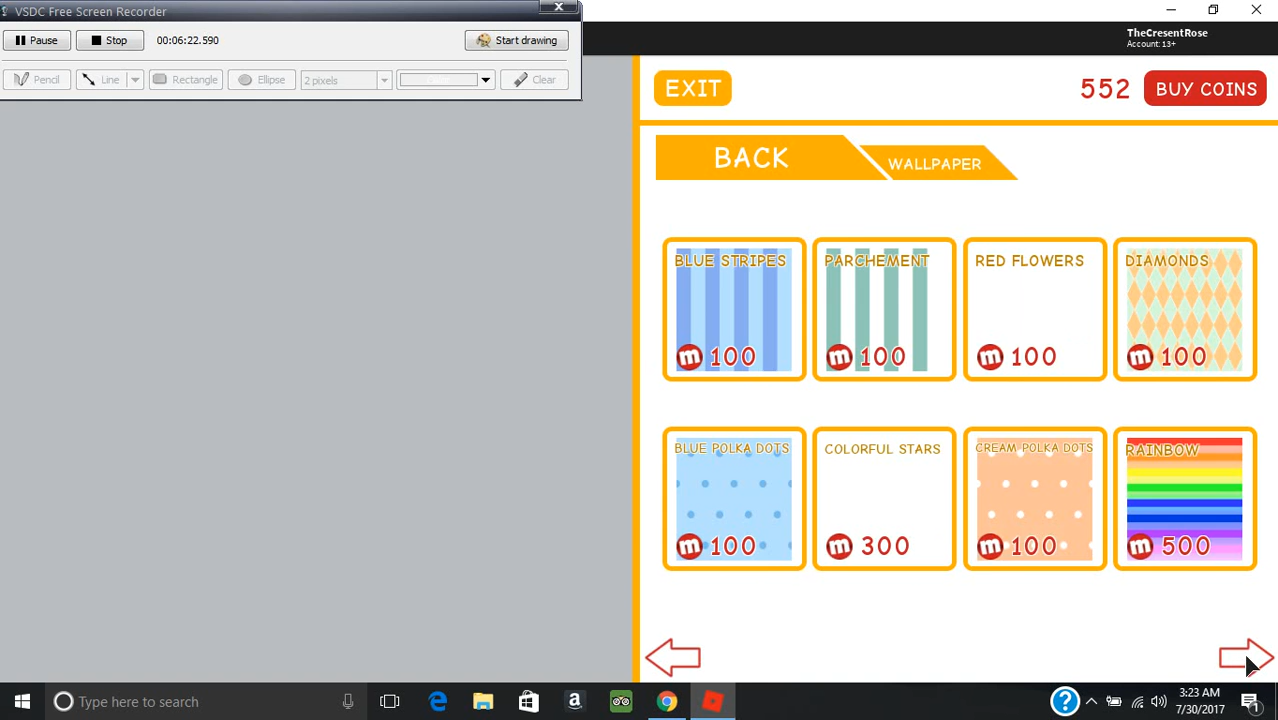 VSDC Free Screen Recorder
Pause
Stop
00:06:22.590
Start drawing
Pencil
Line
Rectangle
Ellipse
2 pixels
Clear
TheCresentRose
Account: 13+
EXIT
552
BUY COINS
BACK
WALLPAPER
BLUE STRIPES
PARCHEMENT
RED FLOWERS
DIAMONDS
m 100
m 100
m 100
m 100
BLUE POLKA DOTS
COLORFUL STARS
CREAM POLKA DOTS
RAINBOW
m 100
m 300
m 100
m 500
Type here to search
3:23 AM
7/30/2017